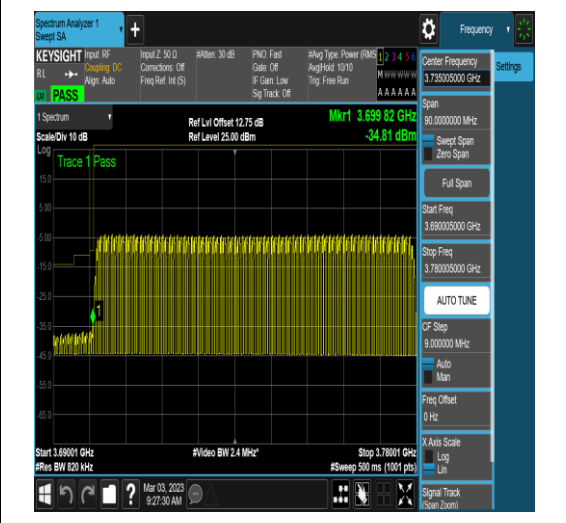 Spectrum Analyzer 1
Swept SA
+
Frequency
KEYSIGHT
RL
PASS
Input: RF
Coupling: DC
Align: Auto
Input Z: 50 Ω
Corrections: Off
Freq Ref: Int (S)
#Atten: 30 dB
PNO: Fast
Gate: Off
IF Gain: Low
Sig Track: Off
#Avg Type: Power (RMS
Avg|Hold: 10/10
Trig: Free Run
1 2 3 4 5 6
M W W W W W
A A A A A A
1 Spectrum
Scale/Div 10 dB
Ref Lvl Offset 12.75 dB
Ref Level 25.00 dBm
Mkr1 3.699 82 GHz
-34.81 dBm
Log
Trace 1 Pass
15.0
5.00
-5.00
-15.0
-25.0
-35.0
-45.0
-55.0
-65.0
1
Start 3.69001 GHz
#Res BW 820 kHz
#Video BW 2.4 MHz*
Stop 3.78001 GHz
#Sweep 500 ms (1001 pts)
?
Mar 03, 2023
9:27:30 AM
Center Frequency
3.735005000 GHz
Settings
Span
90.0000000 MHz
Swept Span
Zero Span
Full Span
Start Freq
3.690005000 GHz
Stop Freq
3.780005000 GHz
AUTO TUNE
CF Step
9.000000 MHz
Auto
Man
Freq Offset
0 Hz
X Axis Scale
Log
Lin
Signal Track
(Span Zoom)